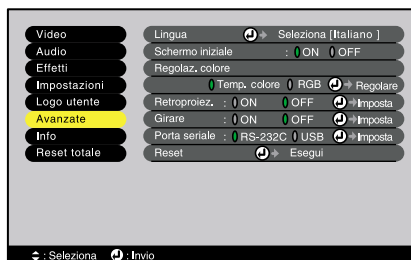 Video
Audio
Effetti
Impostazioni
Logo utente
Avanzate
Info
Reset totale
Lingua Seleziona [Italiano ]
Schermo iniziale : ON OFF
Regolaz. colore
Temp. colore RGB Regolare
Retroproiez. : ON OFF Imposta
Girare : ON OFF Imposta
Porta seriale : RS-232C USB Imposta
Reset Esegui
: Seleziona : Invio